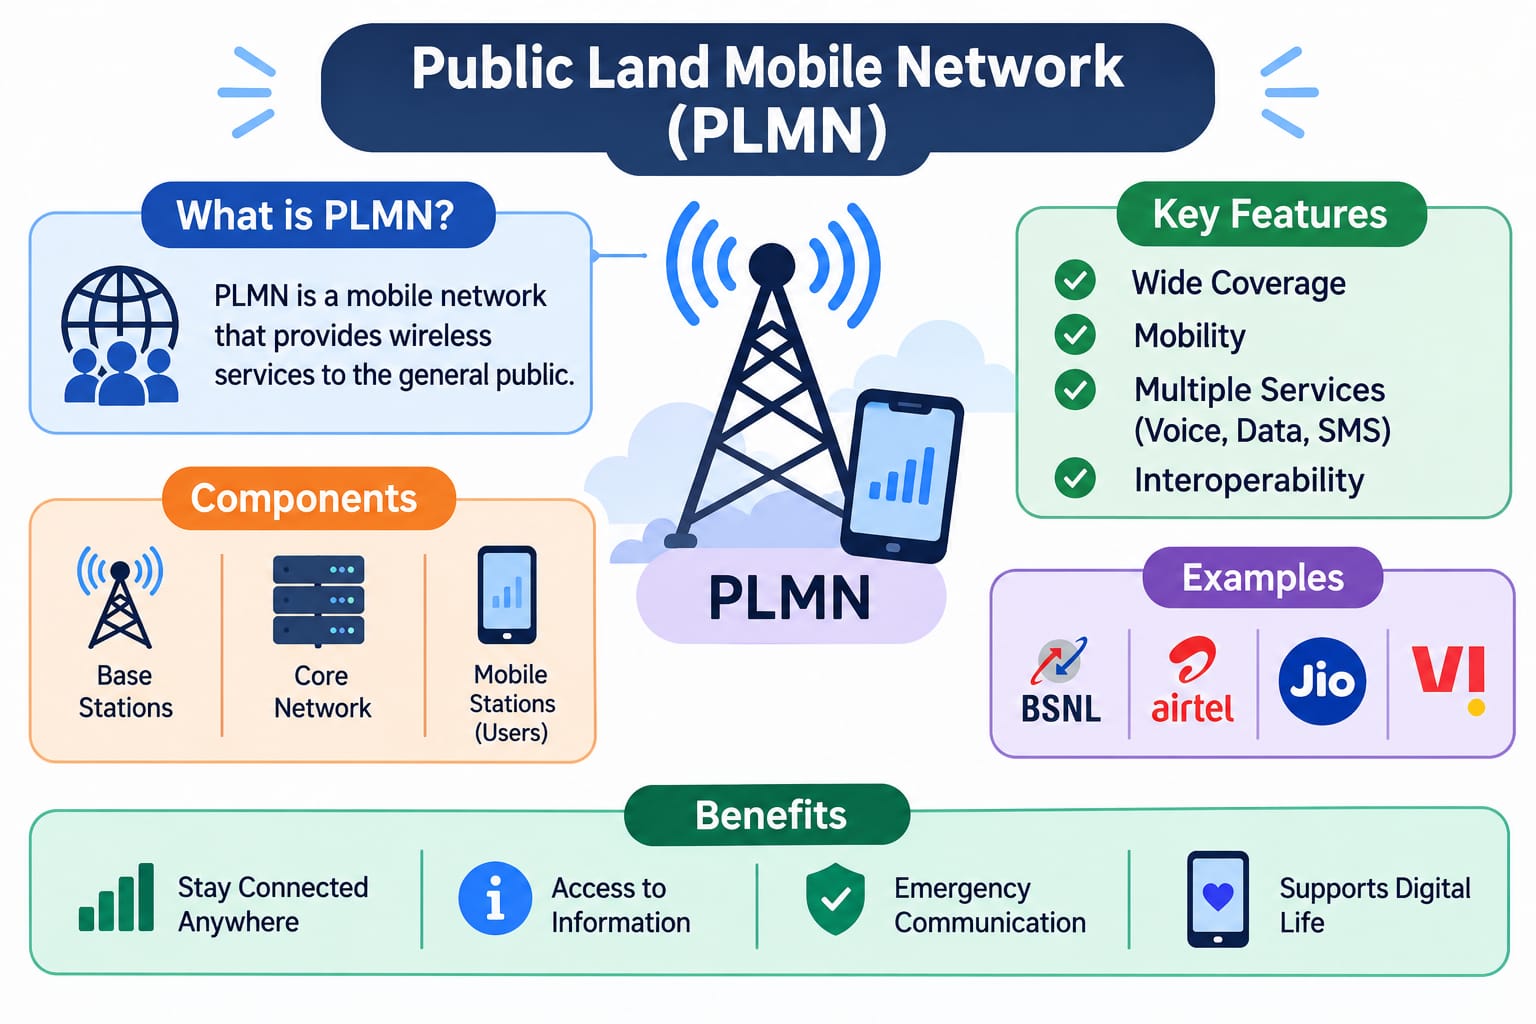 Public Land Mobile Network
(PLMN)
What is PLMN?
PLMN is a mobile network
that provides wireless
services to the general public.
Key Features
Wide Coverage
Mobility
Multiple Services
(Voice, Data, SMS)
Interoperability
Components
Base
Stations
Core
Network
Mobile
Stations
(Users)
PLMN
Examples
BSNL
airtel
Jio
VI
Benefits
Stay Connected
Anywhere
i
Access to
Information
Emergency
Communication
Supports Digital
Life